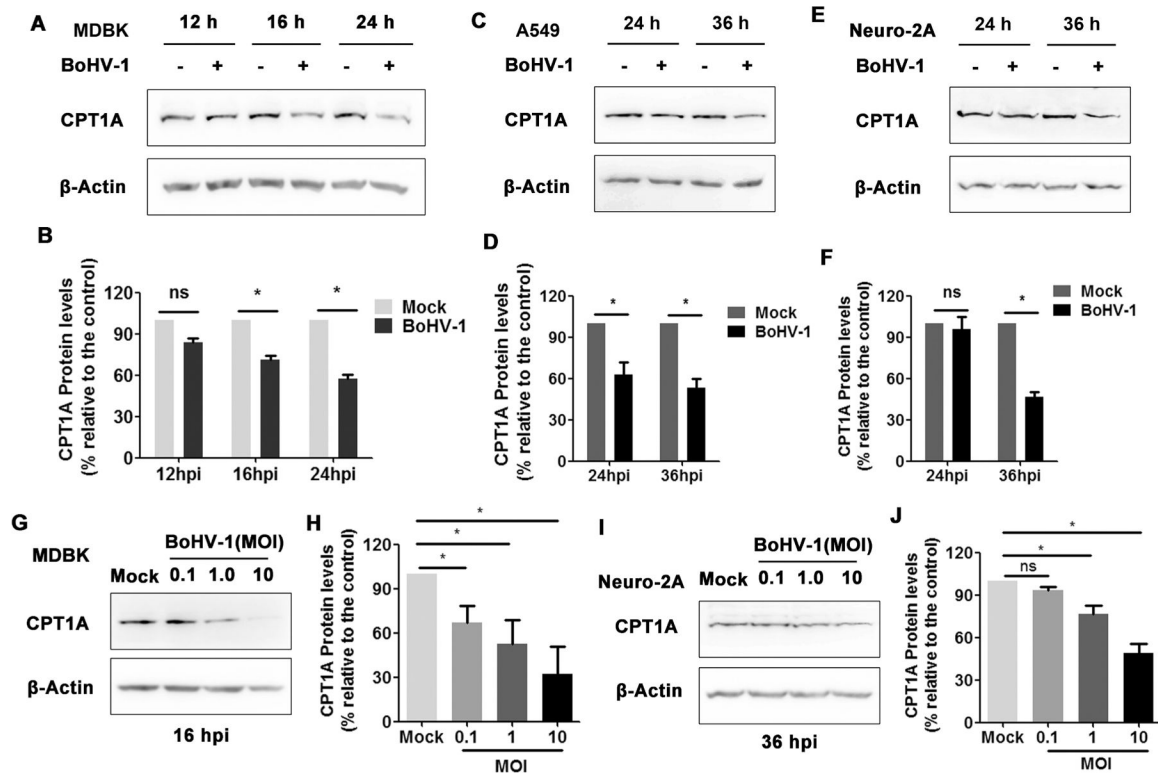 A
MDBK 12 h 16 h 24 h
BoHV-1 - + - + - +
CPT1A
β-Actin
C
A549 24 h 36 h
BoHV-1 - + - +
CPT1A
β-Actin
E
Neuro-2A 24 h 36 h
BoHV-1 - + - +
CPT1A
β-Actin
B
CPT1A Protein levels
(% relative to the control)
120
90
60
30
0
ns * *
Mock
BoHV-1
12hpi 16hpi 24hpi
D
CPT1A Protein levels
(% relative to the control)
120
90
60
30
0
* *
Mock
BoHV-1
24hpi 36hpi
F
CPT1A Protein levels
(% relative to the control)
120
90
60
30
0
ns *
Mock
BoHV-1
24hpi 36hpi
G
MDBK BoHV-1(MOI)
Mock 0.1 1.0 10
CPT1A
β-Actin
16 hpi
H
CPT1A Protein levels
(% relative to the control)
120
90
60
30
0
*
*
*
Mock 0.1 1 10
MOI
I
BoHV-1(MOI)
Neuro-2A Mock 0.1 1.0 10
CPT1A
β-Actin
36 hpi
J
CPT1A Protein levels
(% relative to the control)
120
90
60
30
0
*
*
ns
Mock 0.1 1 10
MOI